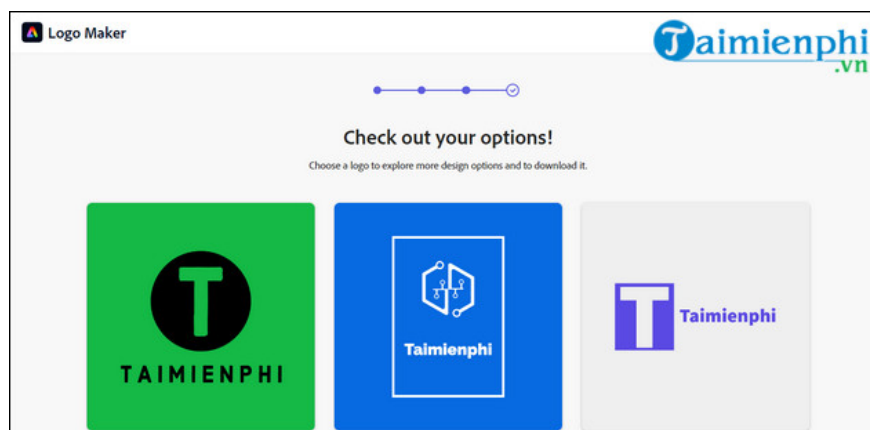 Logo Maker
Taimienphi
.vn
Check out your options!
Choose a logo to explore more design options and to download it.
T
TAIMIENPHI
Taimienphi
T
Taimienphi